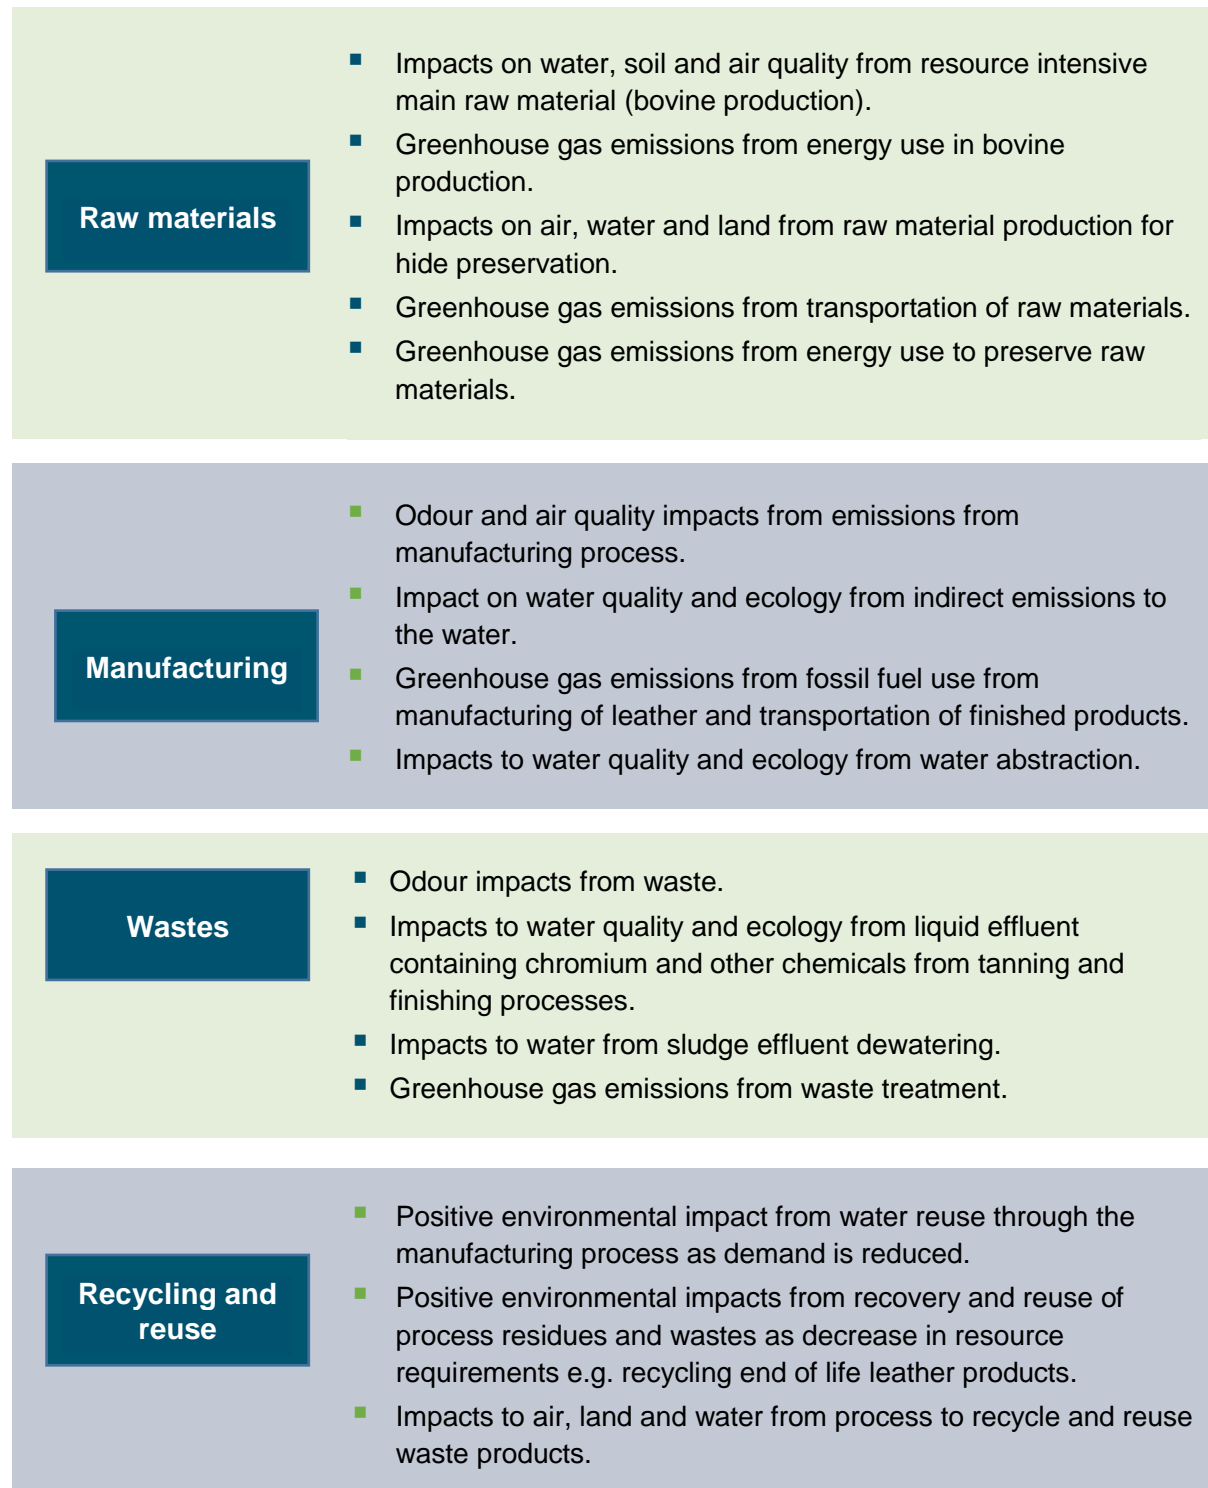 Raw materials
▪ Impacts on water, soil and air quality from resource intensive
main raw material (bovine production).
▪ Greenhouse gas emissions from energy use in bovine
production.
▪ Impacts on air, water and land from raw material production for
hide preservation.
▪ Greenhouse gas emissions from transportation of raw materials.
▪ Greenhouse gas emissions from energy use to preserve raw
materials.
Manufacturing
▪ Odour and air quality impacts from emissions from
manufacturing process.
▪ Impact on water quality and ecology from indirect emissions to
the water.
▪ Greenhouse gas emissions from fossil fuel use from
manufacturing of leather and transportation of finished products.
▪ Impacts to water quality and ecology from water abstraction.
Wastes
▪ Odour impacts from waste.
▪ Impacts to water quality and ecology from liquid effluent
containing chromium and other chemicals from tanning and
finishing processes.
▪ Impacts to water from sludge effluent dewatering.
▪ Greenhouse gas emissions from waste treatment.
Recycling and
reuse
▪ Positive environmental impact from water reuse through the
manufacturing process as demand is reduced.
▪ Positive environmental impacts from recovery and reuse of
process residues and wastes as decrease in resource
requirements e.g. recycling end of life leather products.
▪ Impacts to air, land and water from process to recycle and reuse
waste products.